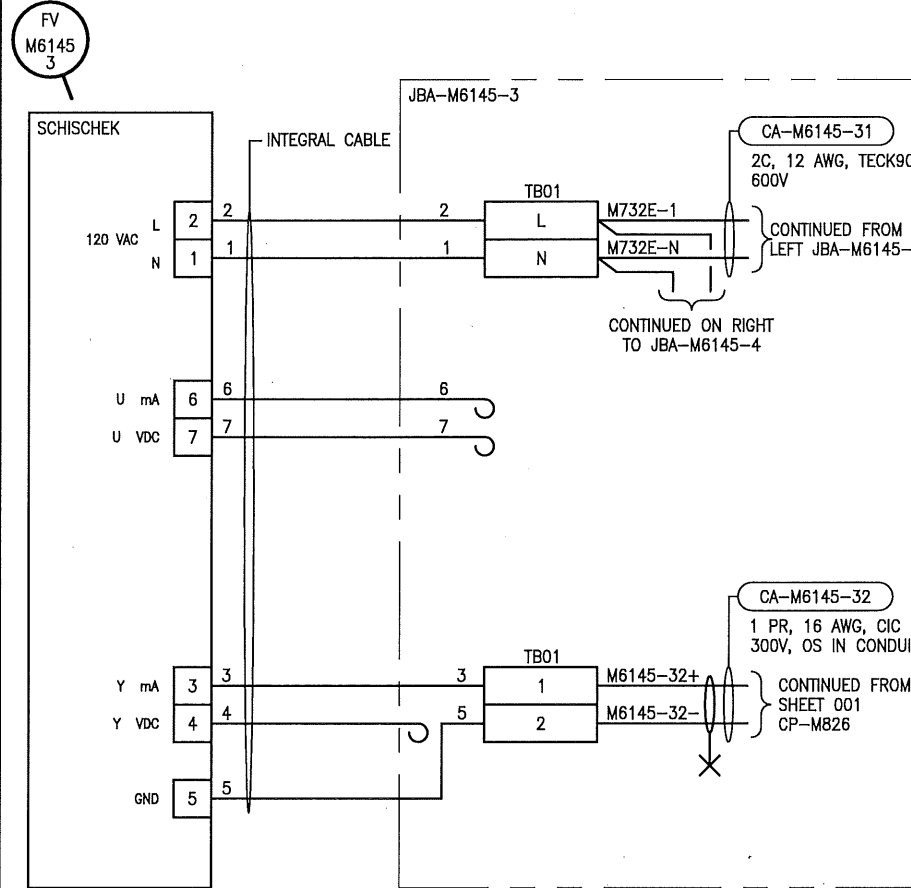 FV
M6145
3
JBA-M6145-3
SCHISCHEK
INTEGRAL CABLE
CA-M6145-31
2C, 12 AWG, TECK90
600V
TB01
L 2 2 2 L M732E-1
120 VAC
N 1 1 1 N M732E-N
CONTINUED FROM
LEFT JBA-M6145-
CONTINUED ON RIGHT
TO JBA-M6145-4
U mA 6 6 6
U VDC 7 7 7
CA-M6145-32
1 PR, 16 AWG, CIC
300V, OS IN CONDUI
TB01
Y mA 3 3 3 1 M6145-32+
Y VDC 4 4 5 2 M6145-32-
CONTINUED FROM
SHEET 001
CP-M826
GND 5 5